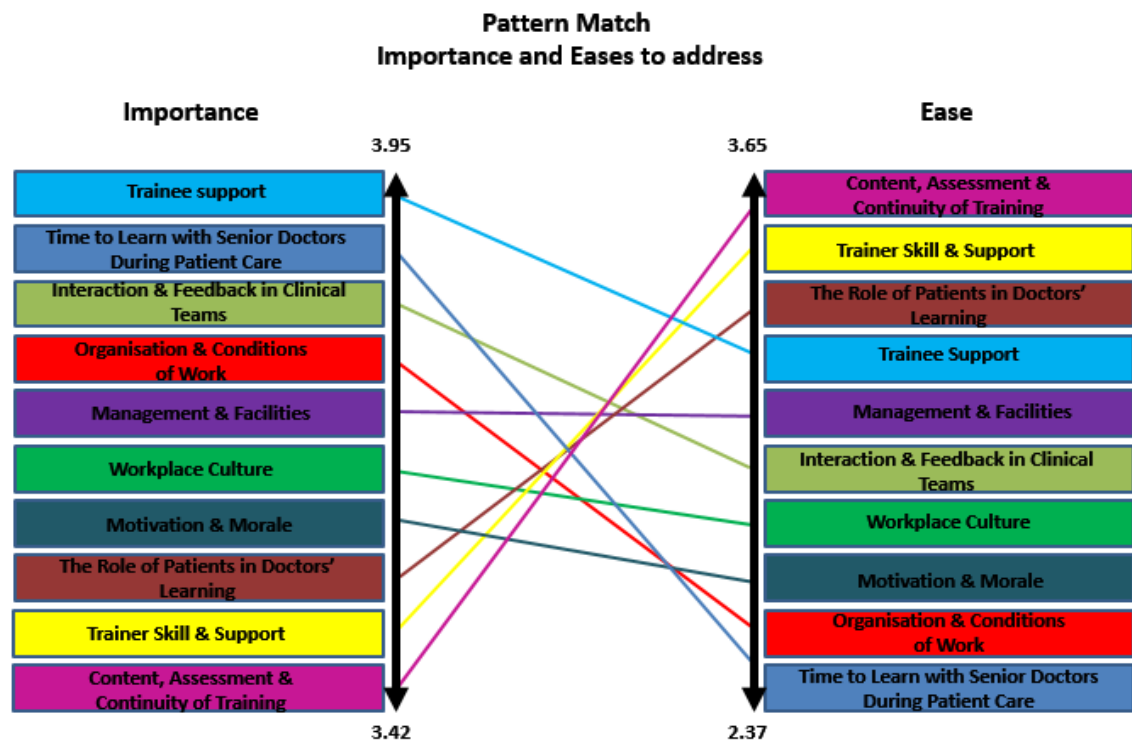 Pattern Match
Importance and Eases to address
Importance
Ease
3.95
3.65
Trainee support
Time to Learn with Senior Doctors
During Patient Care
Interaction & Feedback in Clinical
Teams
Organisation & Conditions
of Work
Management & Facilities
Workplace Culture
Motivation & Morale
The Role of Patients in Doctors’
Learning
Trainer Skill & Support
Content, Assessment &
Continuity of Training
Content, Assessment &
Continuity of Training
Trainer Skill & Support
The Role of Patients in Doctors’
Learning
Trainee Support
Management & Facilities
Interaction & Feedback in Clinical
Teams
Workplace Culture
Motivation & Morale
Organisation & Conditions
of Work
Time to Learn with Senior Doctors
During Patient Care
3.42
2.37